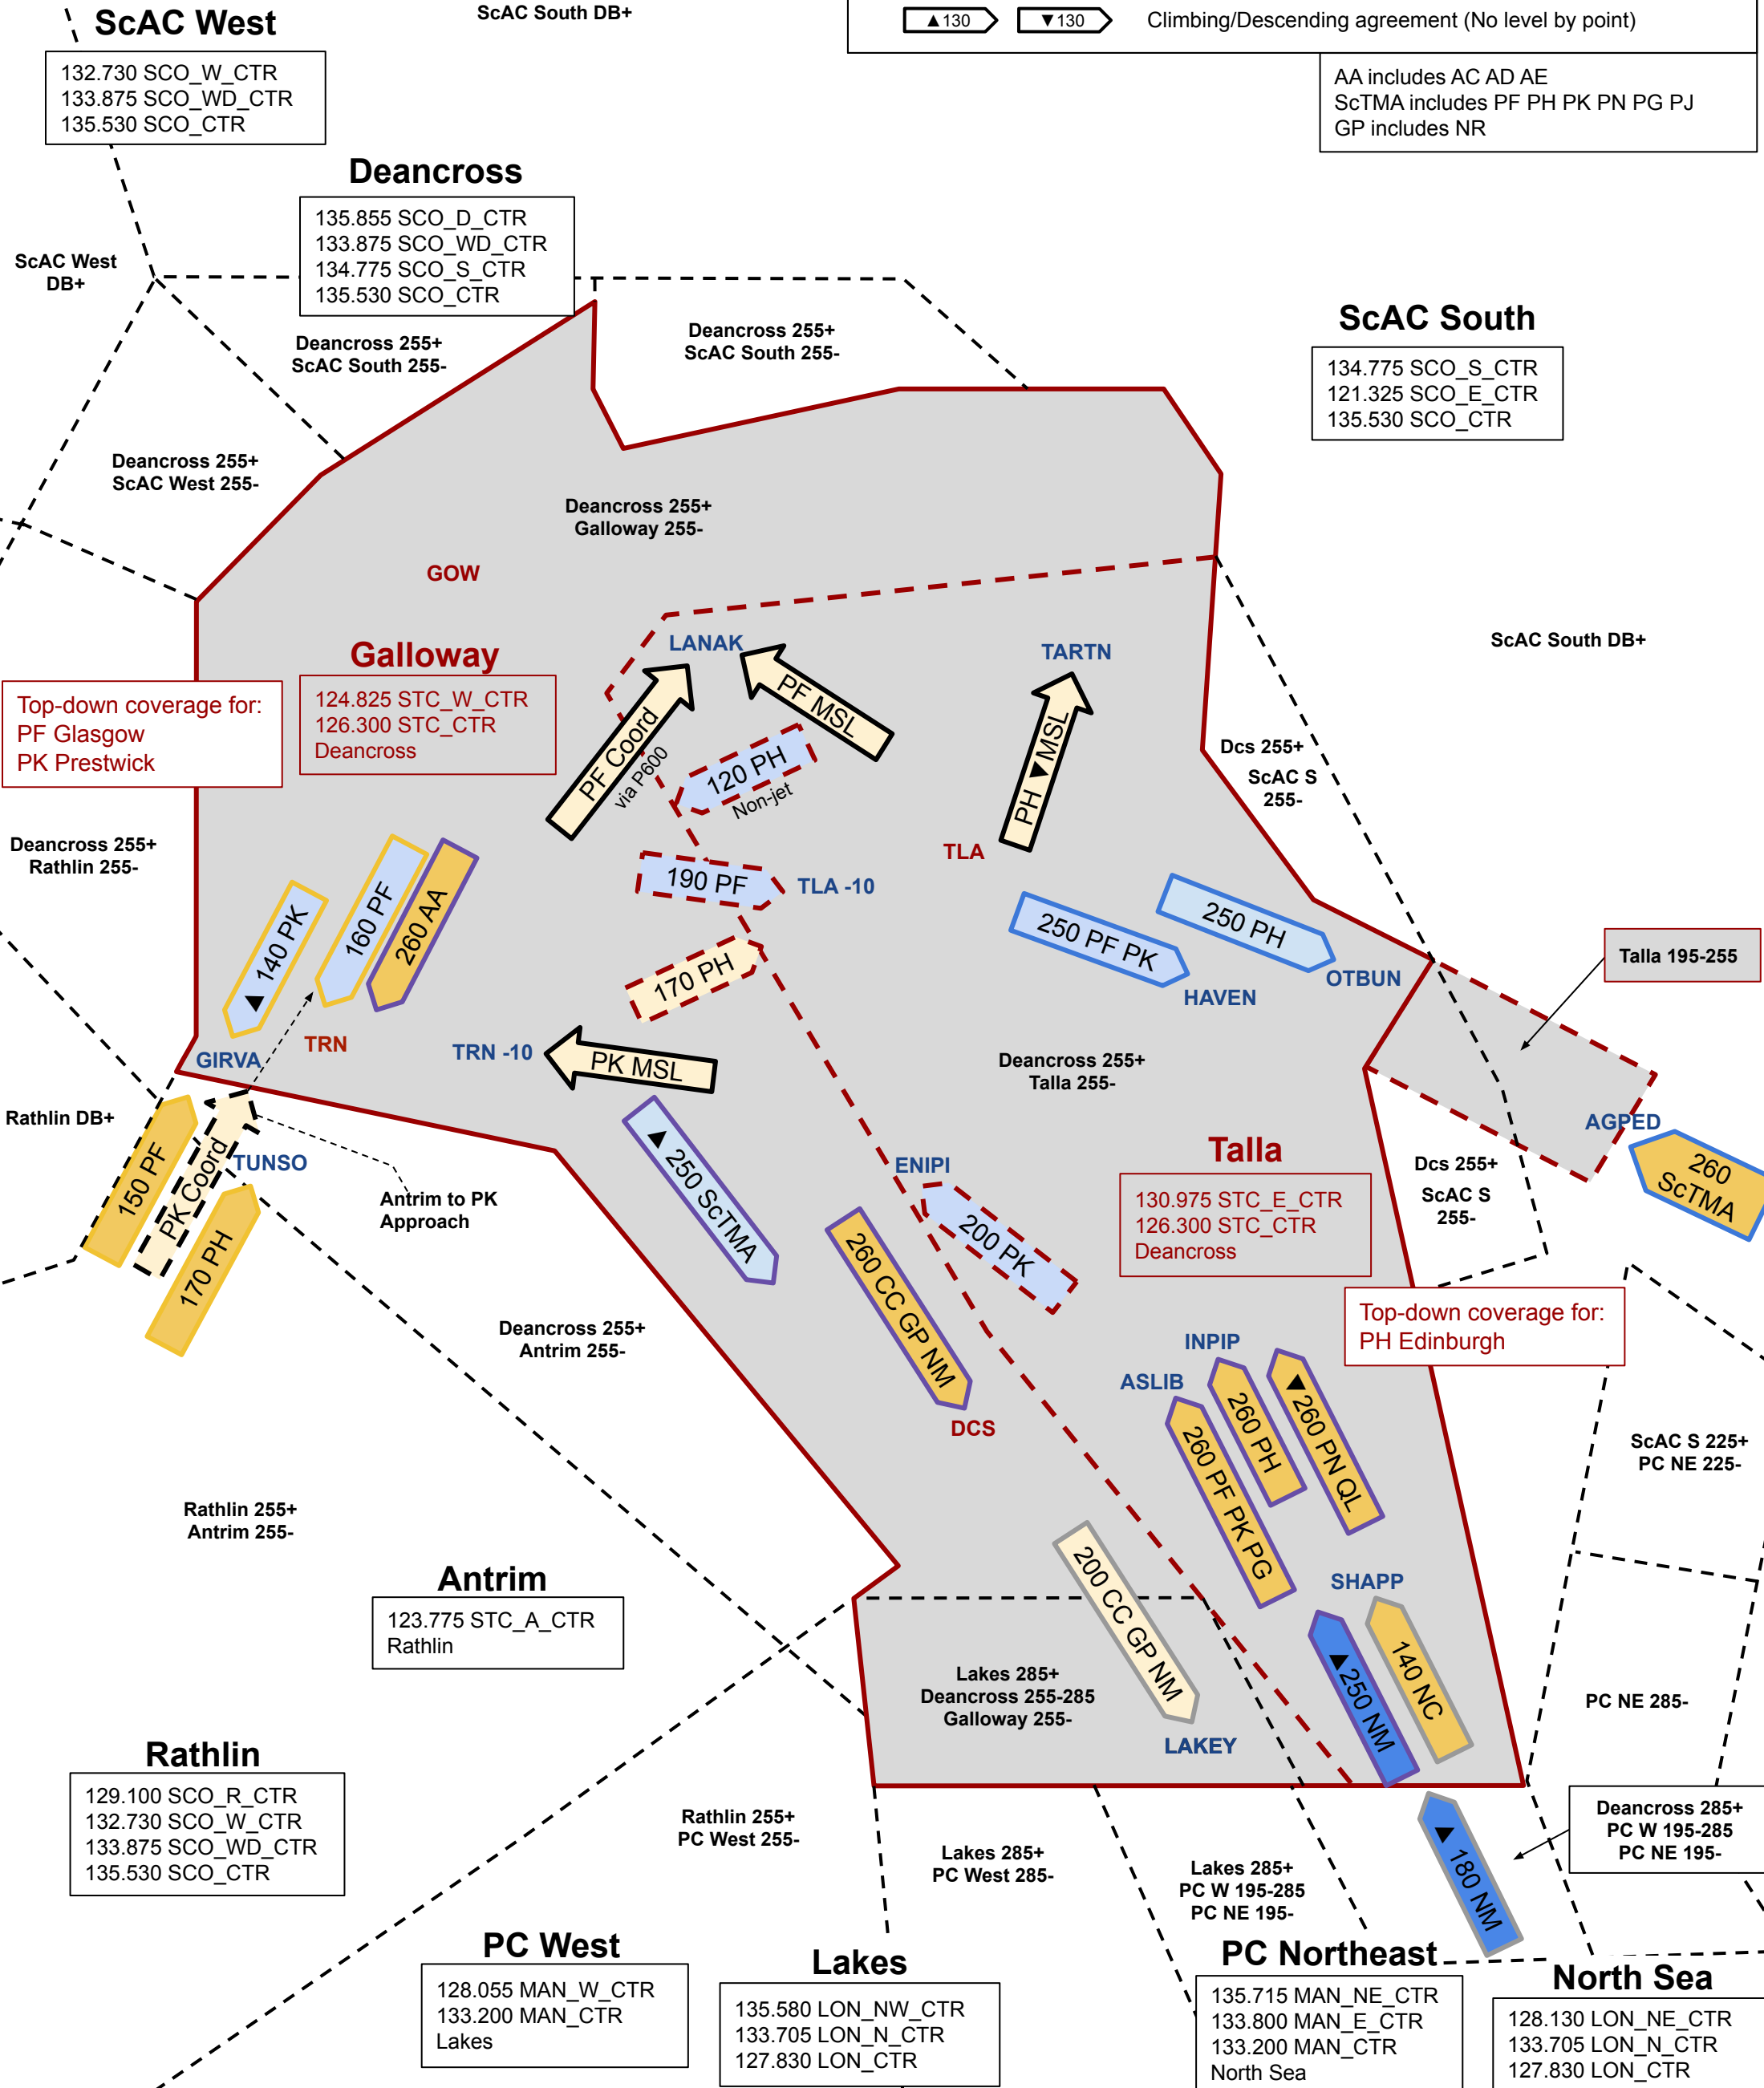 ScAC South DB+
ScAC West
132.730 SCO_W_CTR
133.875 SCO_WD_CTR
135.530 SCO_CTR
▲130
▼130
Climbing/Descending agreement (No level by point)
AA includes AC AD AE
ScTMA includes PF PH PK PN PG PJ
GP includes NR
Deancross
135.855 SCO_D_CTR
133.875 SCO_WD_CTR
134.775 SCO_S_CTR
135.530 SCO_CTR
ScAC West
DB+
Deancross 255+
ScAC South 255-
Deancross 255+
ScAC South 255-
ScAC South
134.775 SCO_S_CTR
121.325 SCO_E_CTR
135.530 SCO_CTR
Deancross 255+
ScAC West 255-
Deancross 255+
Galloway 255-
GOW
LANAK
TARTN
ScAC South DB+
Galloway
124.825 STC_W_CTR
126.300 STC_CTR
Deancross
Top-down coverage for:
PF Glasgow
PK Prestwick
PF Coord
via P600
PF MSL
120 PH
Non-jet
PH ▼MSL
Dcs 255+
ScAC S
255-
Deancross 255+
Rathlin 255-
TLA
190 PF
TLA -10
▲ 140 PK
160 PF
260 AA
250 PF PK
250 PH
170 PH
HAVEN
OTBUN
Talla 195-255
GIRVA
TRN
TRN -10
PK MSL
Deancross 255+
Talla 255-
Rathlin DB+
150 PF
PK Coord
TUNSO
170 PH
Antrim to PK
Approach
▲ 250 ScTMA
ENIPI
200 PK
260 CC GP NM
DCS
Talla
130.975 STC_E_CTR
126.300 STC_CTR
Deancross
AGPED
260
ScTMA
Dcs 255+
ScAC S
255-
Top-down coverage for:
PH Edinburgh
Deancross 255+
Antrim 255-
INPIP
ASLIB
260 PF PK PG
260 PH
▲260 PN QL
ScAC S 225+
PC NE 225-
Rathlin 255+
Antrim 255-
Antrim
123.775 STC_A_CTR
Rathlin
200 CC GP NM
SHAPP
▲250 NM
140 NC
Lakes 285+
Deancross 255-285
Galloway 255-
LAKEY
PC NE 285-
Rathlin
129.100 SCO_R_CTR
132.730 SCO_W_CTR
133.875 SCO_WD_CTR
135.530 SCO_CTR
Rathlin 255+
PC West 255-
Lakes 285+
PC West 285-
Lakes 285+
PC W 195-285
PC NE 195-
▲ 180 NM
Deancross 285+
PC W 195-285
PC NE 195-
PC West
128.055 MAN_W_CTR
133.200 MAN_CTR
Lakes
Lakes
135.580 LON_NW_CTR
133.705 LON_N_CTR
127.830 LON_CTR
PC Northeast
135.715 MAN_NE_CTR
133.800 MAN_E_CTR
133.200 MAN_CTR
North Sea
North Sea
128.130 LON_NE_CTR
133.705 LON_N_CTR
127.830 LON_CTR